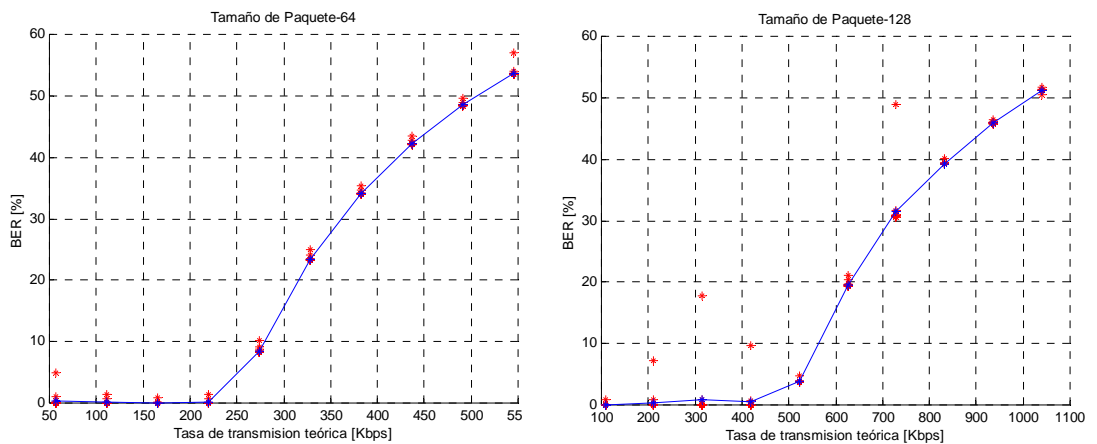 Tamaño de Paquete-64
60
50
40
30
20
10
0
BER [%]
50 100 150 200 250 300 350 400 450 500 55
Tasa de transmision teórica [Kbps]
Tamaño de Paquete-128
60
50
40
30
20
10
0
BER [%]
100 200 300 400 500 600 700 800 900 1000 1100
Tasa de transmision teórica [Kbps]